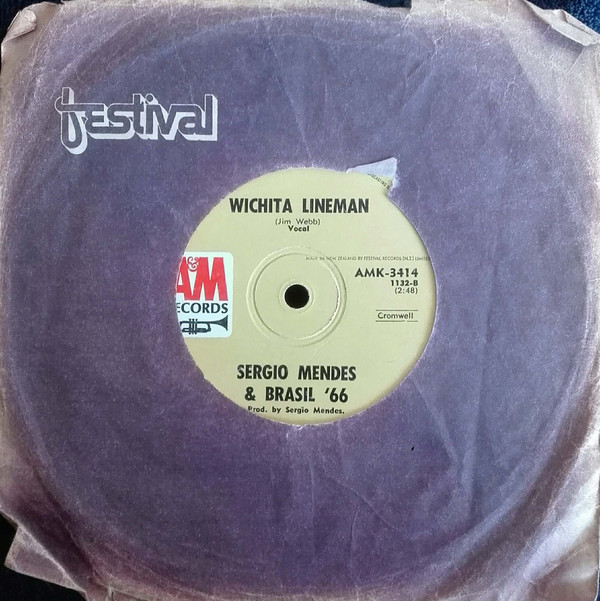 festival
WICHITA LINEMAN
(Jim Webb)
Vocal
MADE IN NEW ZEALAND BY FESTIVAL RECORDS (N.Z.) LIMITED
A&M
RECORDS
AMK-3414
1132-B
(2:48)
Cromwell
SERGIO MENDES
& BRASIL '66
Prod. by Sergio Mendes.